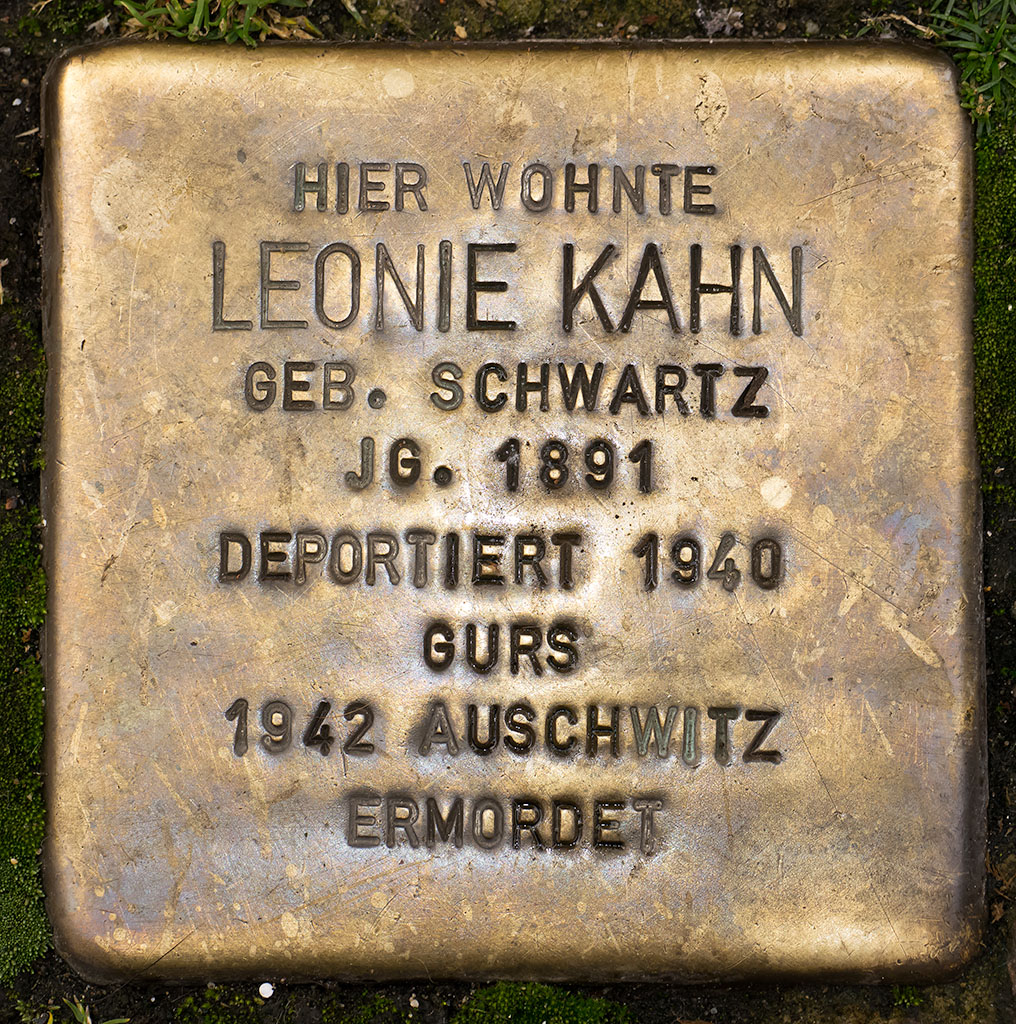 HIER WOHNTE
LEONIE KAHN
GEB. SCHWARTZ
JG. 1891
DEPORTIERT 1940
GURS
1942 AUSCHWITZ
ERMORDET